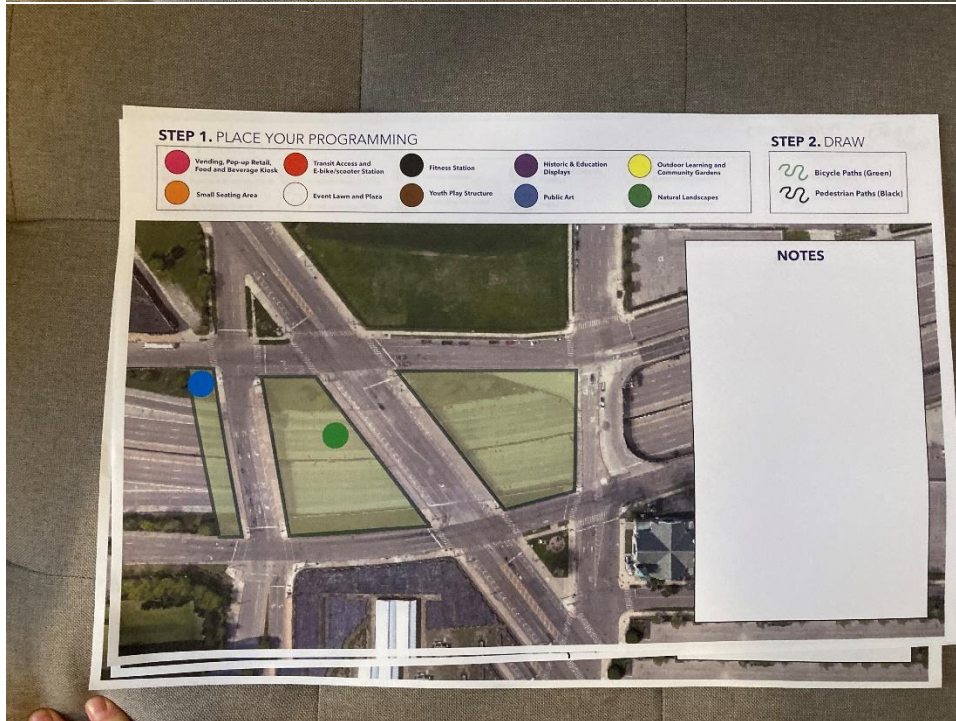 STEP 1. PLACE YOUR PROGRAMMING
Vending, Pop-up Retail,
Food and Beverage Kiosk
Transit Access and
E-bike/scooter Station
Fitness Station
Historic & Education
Displays
Outdoor Learning and
Community Gardens
Small Seating Area
Event Lawn and Plaza
Youth Play Structure
Public Art
Natural Landscapes
STEP 2. DRAW
Bicycle Paths (Green)
Pedestrian Paths (Black)
NOTES